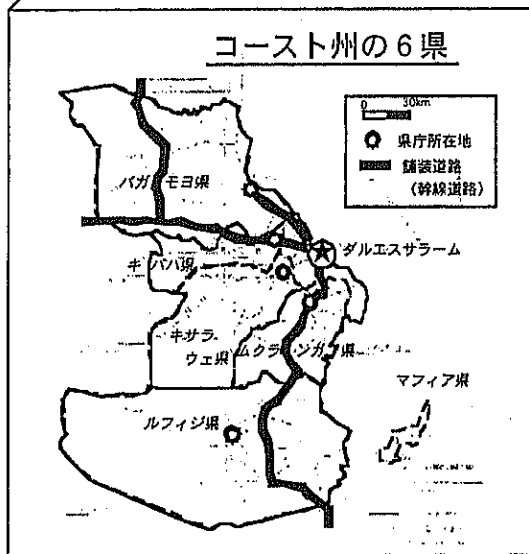 コースト州の6県
0 30km
県庁所在地
舗装道路
(幹線道路)
バガモヨ県
ダルエスサラーム
キババ県
キサラ
ウェ県
ムクランガ県
マフィア県
ルフィジ県